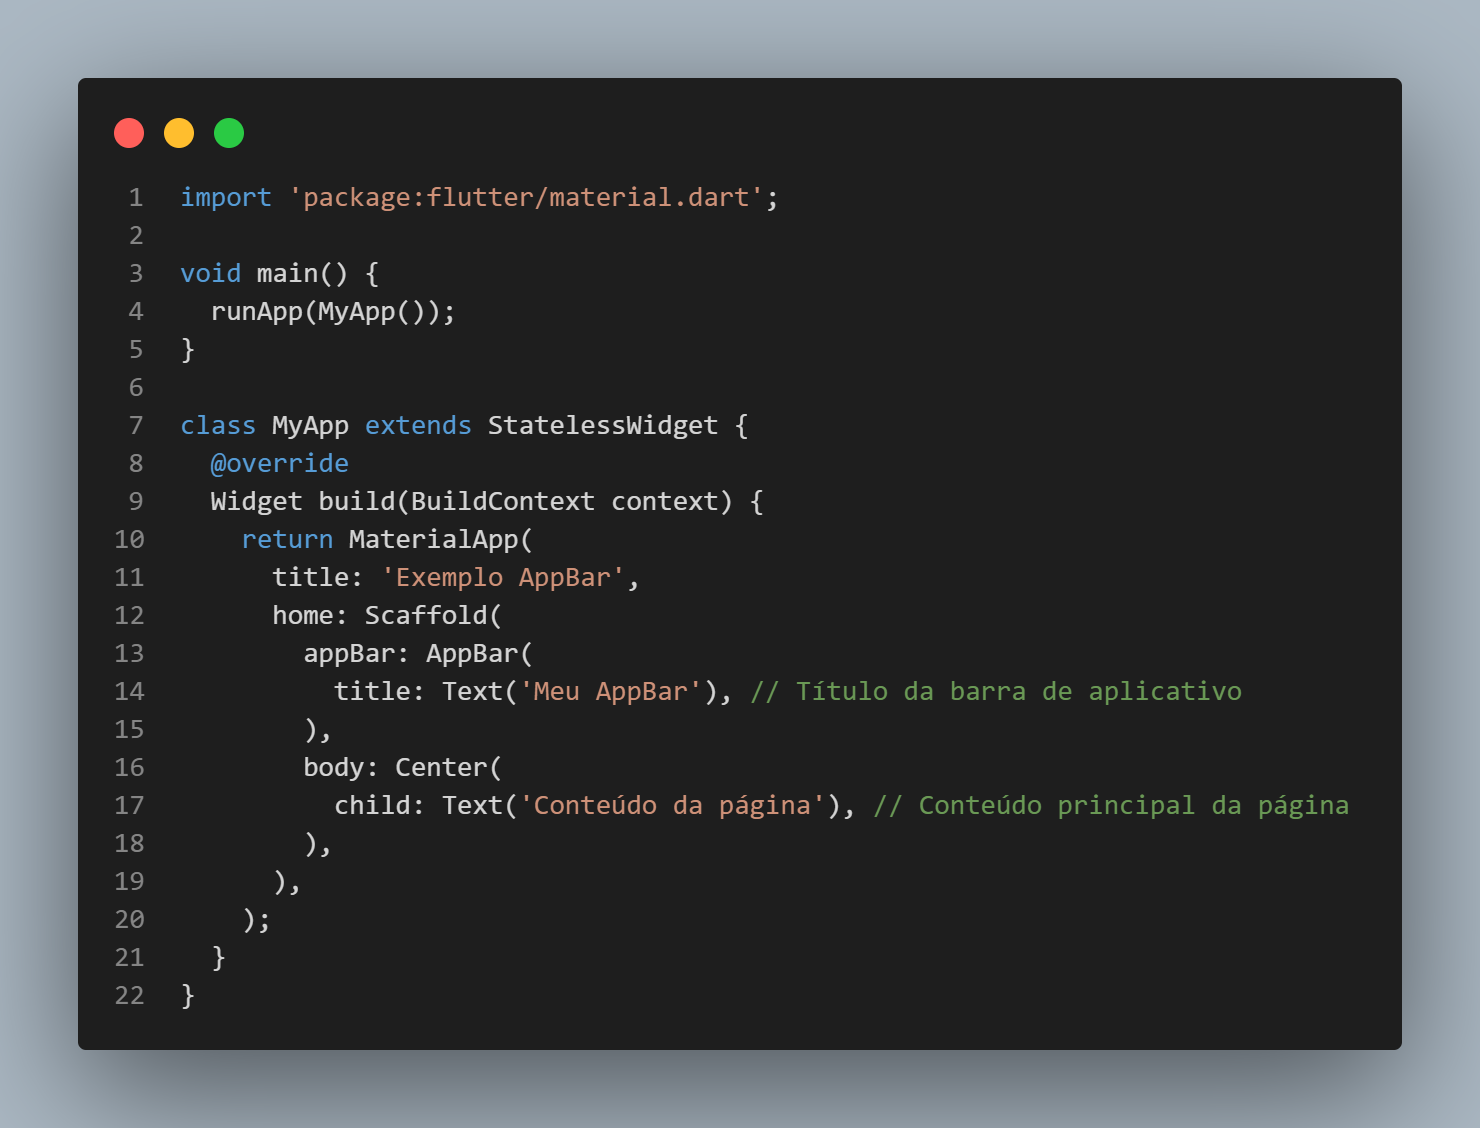 1 import 'package:flutter/material.dart';
2
3 void main() {
4   runApp(MyApp());
5 }
6
7 class MyApp extends StatelessWidget {
8   @override
9   Widget build(BuildContext context) {
10     return MaterialApp(
11       title: 'Exemplo AppBar',
12       home: Scaffold(
13         appBar: AppBar(
14           title: Text('Meu AppBar'), // Título da barra de aplicativo
15         ),
16         body: Center(
17           child: Text('Conteúdo da página'), // Conteúdo principal da página
18         ),
19       ),
20     );
21   }
22 }